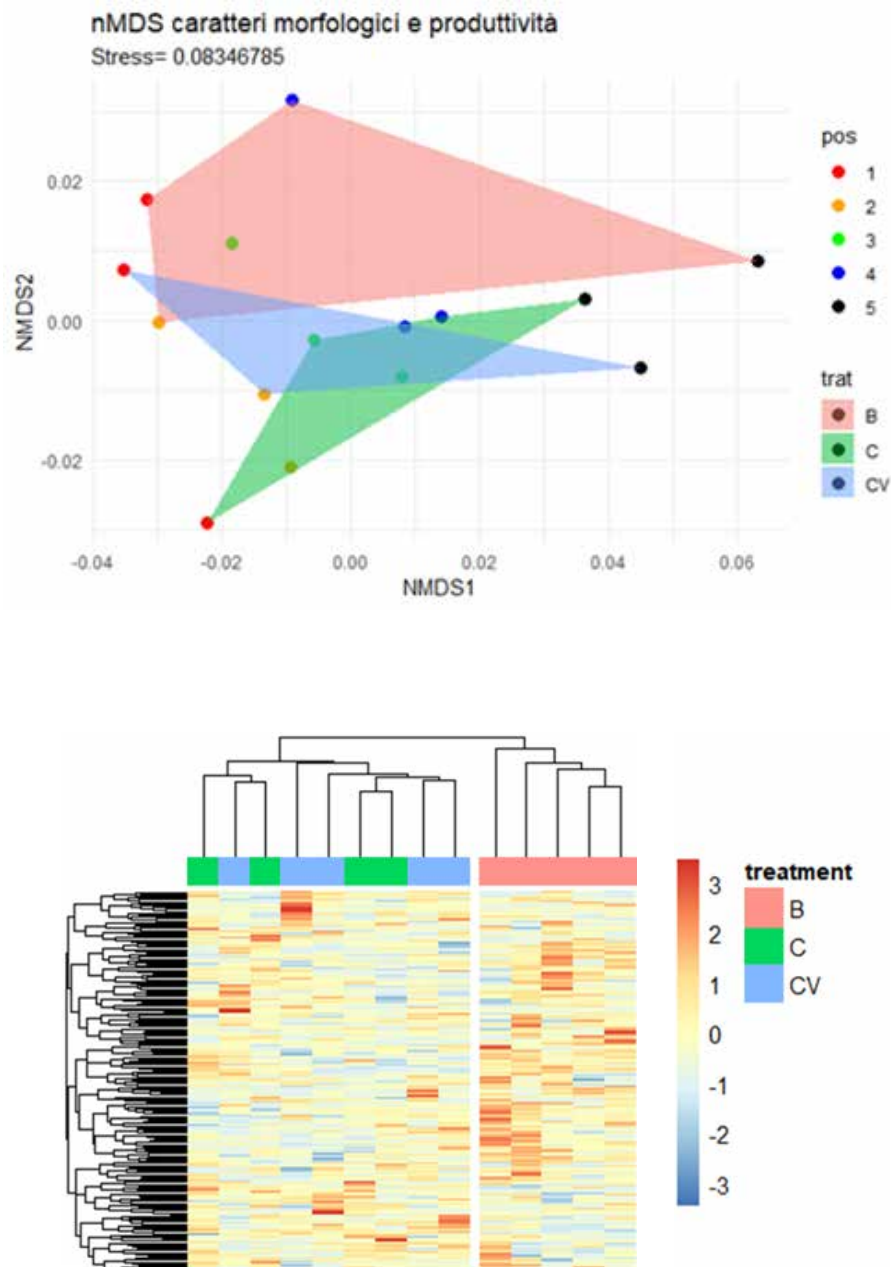 nMDS caratteri morfologici e produttività
Stress= 0.08346785
NMDS2
0.02
0.00
-0.02
-0.04
-0.02
0.00
0.02
0.04
0.06
NMDS1
pos
1
2
3
4
5
trat
B
C
CV
3
2
1
0
-1
-2
-3
treatment
B
C
CV